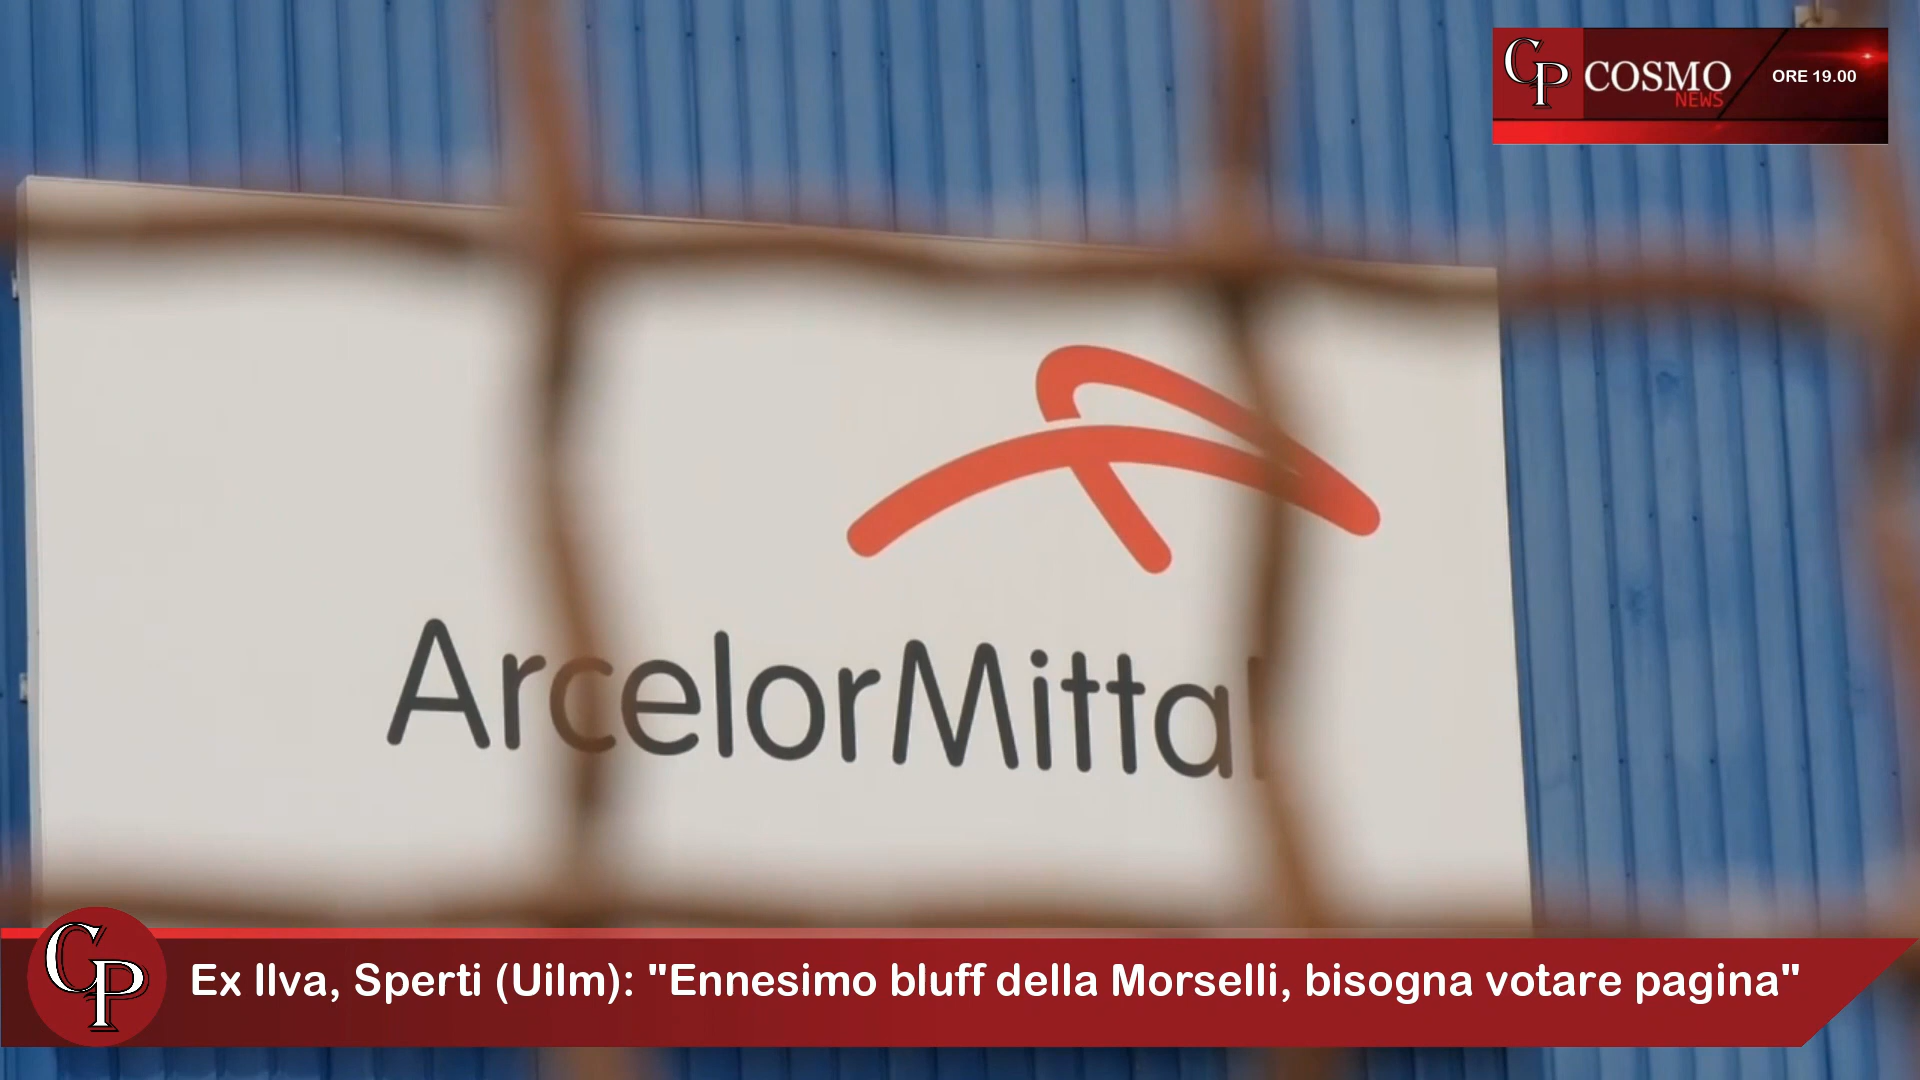 CP COSMO
NEWS
ORE 19.00
ArcelorMittal
CP
Ex Ilva, Sperti (Uilm): "Ennesimo bluff della Morselli, bisogna votare pagina"